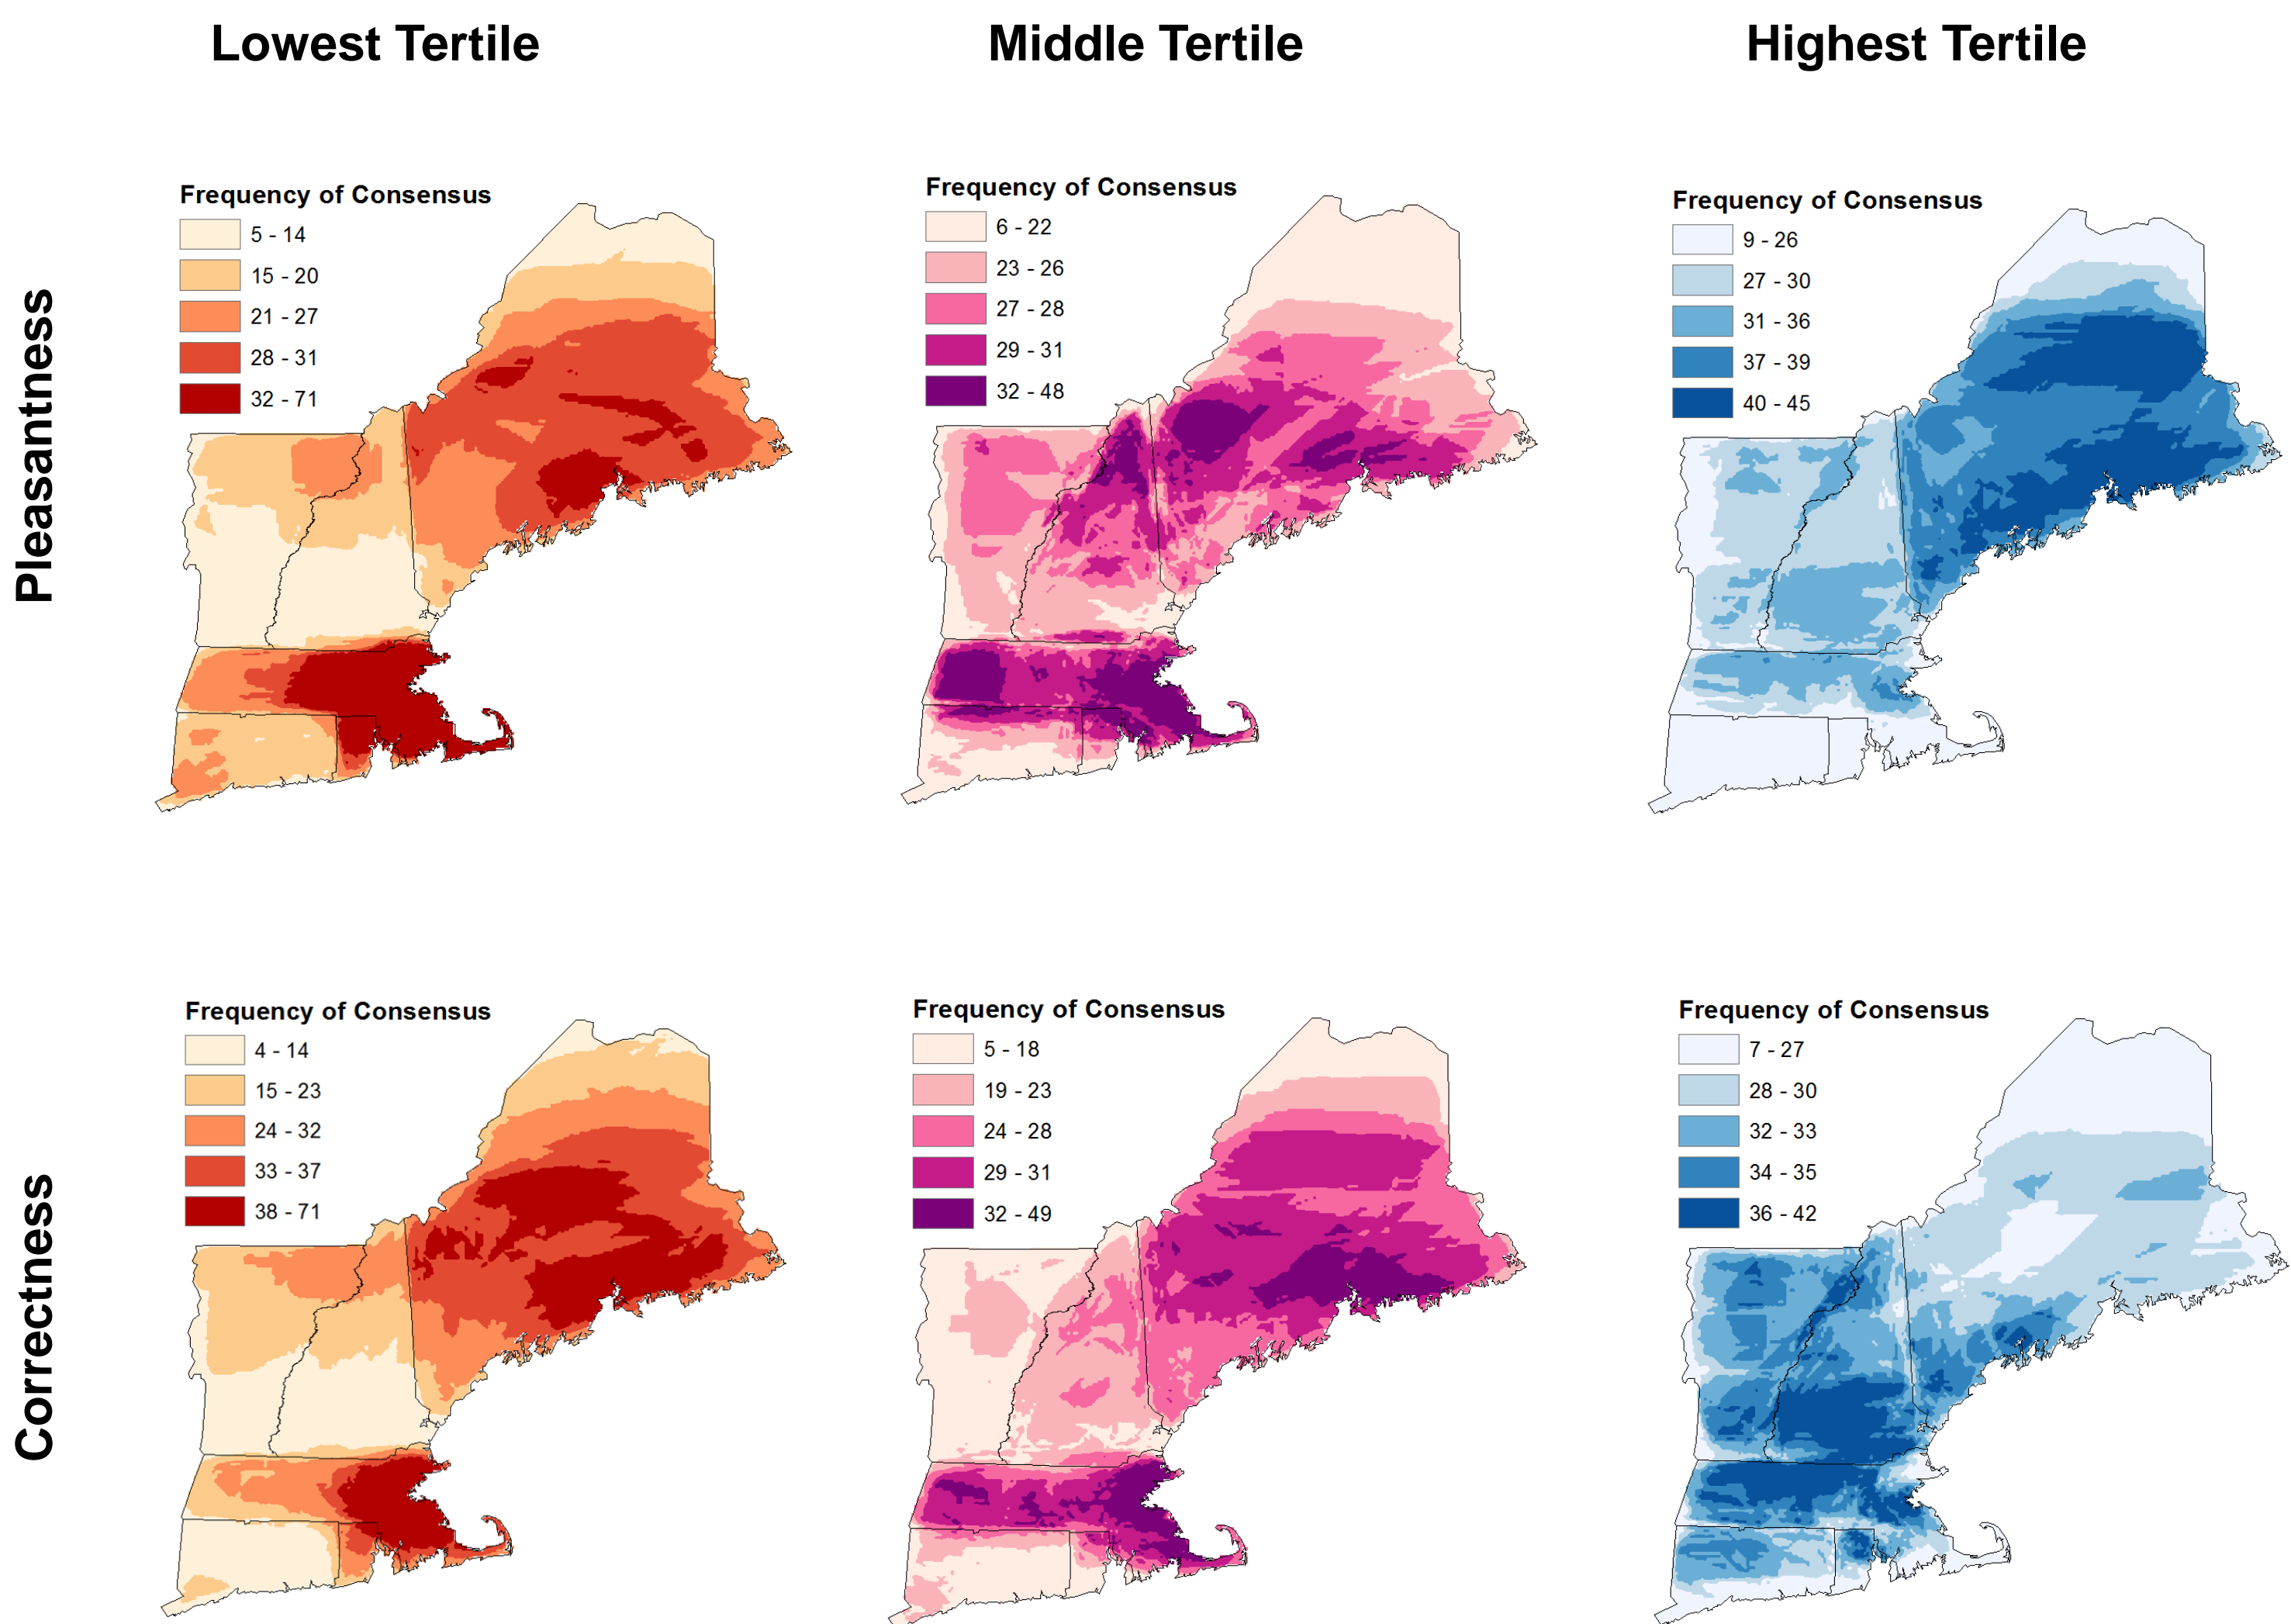 Lowest Tertile
Middle Tertile
Highest Tertile
Pleasantness
Frequency of Consensus
5 - 14
15 - 20
21 - 27
28 - 31
32 - 71
Frequency of Consensus
6 - 22
23 - 26
27 - 28
29 - 31
32 - 48
Frequency of Consensus
9 - 26
27 - 30
31 - 36
37 - 39
40 - 45
Correctness
Frequency of Consensus
4 - 14
15 - 23
24 - 32
33 - 37
38 - 71
Frequency of Consensus
5 - 18
19 - 23
24 - 28
29 - 31
32 - 49
Frequency of Consensus
7 - 27
28 - 30
32 - 33
34 - 35
36 - 42